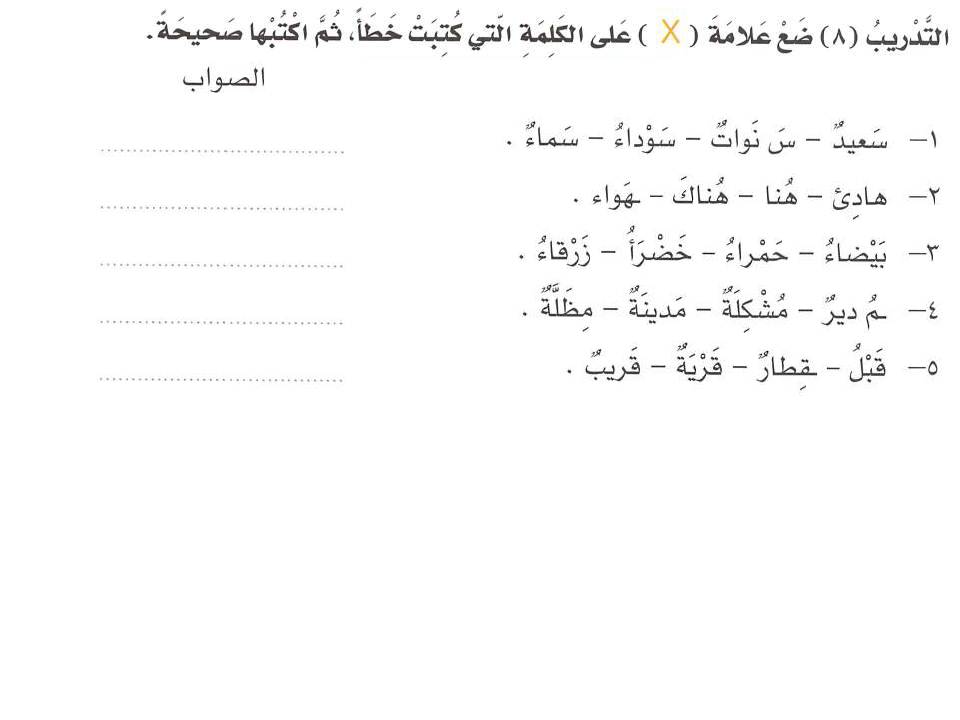 التَّدْريبُ (٨) ضَعْ عَلامَةَ ( X ) عَلى الكَلِمَةِ الّتي كُتِبَتْ خَطَأً، ثُمَّ اكْتُبْها صَحيحَةً.
الصواب
١- سَعيدٌ – سَ نَواتٌ – سَوْداءُ – سَماءٌ . ......................
٢- هادِئ – هُنا – هُناكَ – ـهَواء . ......................
٣- بَيْضاءُ – حَمْراءُ – خَضْرَأُ – زَرْقاءُ . ......................
٤- ـمُ ديرٌ – مُشْكِلَةٌ – مَدينَةٌ – مِظَلَّةٌ . ......................
٥- قَبْلُ – ـقِطارٌ – قَرْيَةٌ – قَريبٌ . ......................